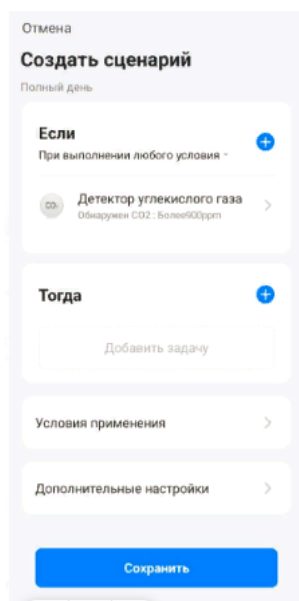 Отмена
Создать сценарий
Полный день
Если
При выполнении любого условия
CO₂
Детектор углекислого газа
Обнаружен CO2 : Более900ppm
Тогда
Добавить задачу
Условия применения
Дополнительные настройки
Сохранить